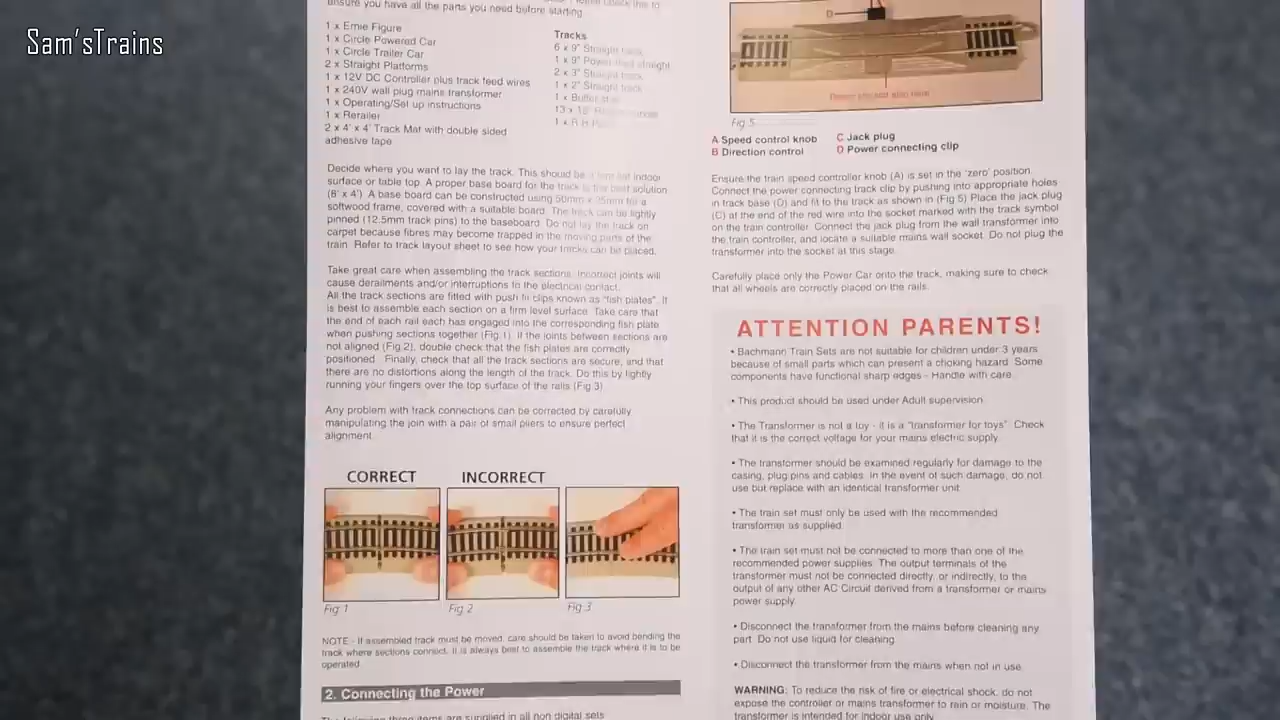 Sam'sTrains
ensure you have all the parts you need before starting
1 x Ernie Figure
1 x Circle Powered Car
1 x Circle Trailer Car
2 x Straight Platforms
1 x 12V DC Controller plus track feed wires
1 x 240V wall plug mains transformer
1 x Operating/Set up instructions
1 x Rerailer
2 x 4' x 4' Track Mat with double sided
adhesive tape
Tracks
6 x 9" Straight track
1 x 9" Power feed straight
2 x 3" Straight track
1 x 2" Straight track
1 x Buffer
13 x 18"
1 x R.H.
Decide where you want to lay the track. This should be a firm flat indoor
surface or table top. A proper base board for the track is the best solution
(8' x 4'). A base board can be constructed using 50mm x 25mm for a
softwood frame, covered with a suitable board. The track can be lightly
pinned (12.5mm track pins) to the baseboard. Do not lay the track on
carpet because fibres may become trapped in the moving parts of the
train. Refer to track layout sheet to see how your tracks can be placed.
Take great care when assembling the track sections. Incorrect joints will
cause derailments and/or interruptions to the electrical contact.
All the track sections are fitted with push fit clips known as "fish plates". It
is best to assemble each section on a firm level surface. Take care that
the end of each rail each has engaged into the corresponding fish plate
when pushing sections together (Fig.1). If the joints between sections are
not aligned (Fig.2), double check that the fish plates are correctly
positioned. Finally, check that all the track sections are secure, and that
there are no distortions along the length of the track. Do this by lightly
running your fingers over the top surface of the rails (Fig.3)
Any problem with track connections can be corrected by carefully
manipulating the join with a pair of small pliers to ensure perfect
alignment.
CORRECT
INCORRECT
Fig 1
Fig 2
Fig 3
NOTE - If assembled track must be moved, care should be taken to avoid bending the
track where sections connect. It is always best to assemble the track where it is to be
operated.
2. Connecting the Power
The following three items are supplied in all non digital sets
D
Fig 5
A Speed control knob
B Direction control
C Jack plug
D Power connecting clip
Ensure the train speed controller knob (A) is set in the 'zero' position.
Connect the power connecting track clip by pushing into appropriate holes
in track base (D) and fit to the track as shown in (Fig 5) Place the jack plug
(C) at the end of the red wire into the socket marked with the track symbol
on the train controller. Connect the jack plug from the wall transformer into
the train controller, and locate a suitable mains wall socket. Do not plug the
transformer into the socket at this stage.
Carefully place only the Power Car onto the track, making sure to check
that all wheels are correctly placed on the rails.
ATTENTION PARENTS!
• Bachmann Train Sets are not suitable for children under 3 years
because of small parts which can present a choking hazard. Some
components have functional sharp edges - Handle with care.
• This product should be used under Adult supervision.
• The Transformer is not a toy - it is a "transformer for toys". Check
that it is the correct voltage for your mains electric supply.
• The transformer should be examined regularly for damage to the
casing, plug pins and cables. In the event of such damage, do not
use but replace with an identical transformer unit.
• The train set must only be used with the recommended
transformer as supplied.
• The train set must not be connected to more than one of the
recommended power supplies. The output terminals of the
transformer must not be connected directly, or indirectly, to the
output of any other AC Circuit derived from a transformer or mains
power supply.
• Disconnect the transformer from the mains before cleaning any
part. Do not use liquid for cleaning.
• Disconnect the transformer from the mains when not in use.
WARNING: To reduce the risk of fire or electrical shock, do not
expose the controller or mains transformer to rain or moisture. The
transformer is intended for indoor use only.